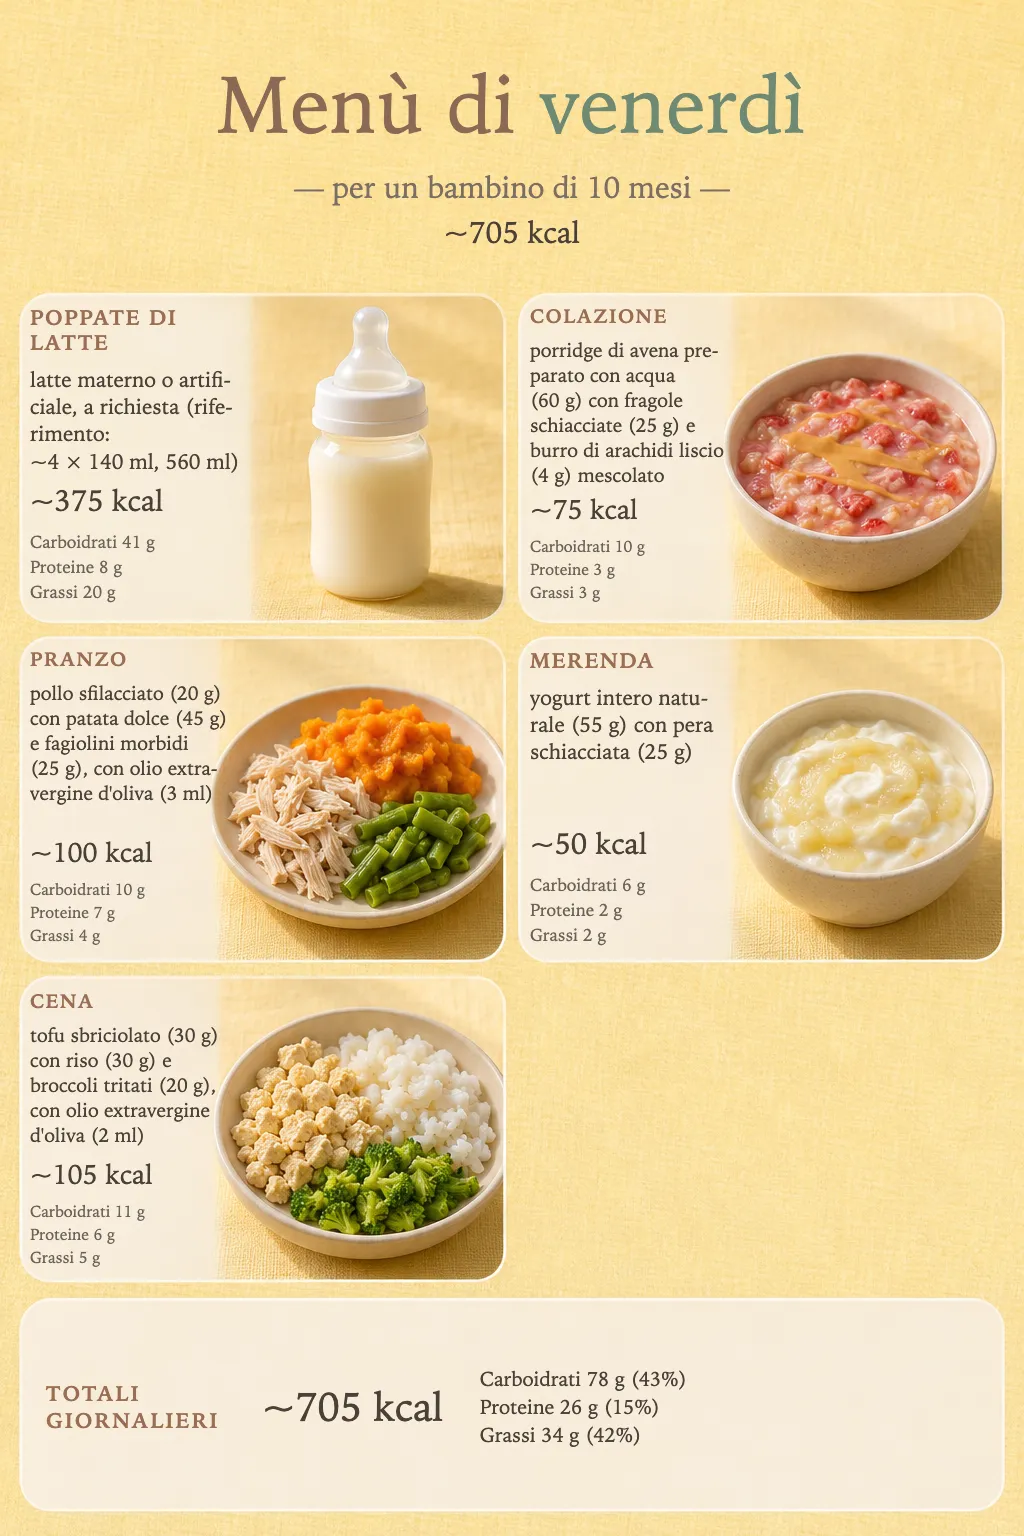 Menù di venerdì
— per un bambino di 10 mesi —
~705 kcal
POPPATE DI
LATTE
latte materno o artifi-
ciale, a richiesta (rife-
rimento:
~4 × 140 ml, 560 ml)
~375 kcal
Carboidrati 41 g
Proteine 8 g
Grassi 20 g
COLAZIONE
porridge di avena pre-
parato con acqua
(60 g) con fragole
schiacciate (25 g) e
burro di arachidi liscio
(4 g) mescolato
~75 kcal
Carboidrati 10 g
Proteine 3 g
Grassi 3 g
PRANZO
pollo sfilacciato (20 g)
con patata dolce (45 g)
e fagiolini morbidi
(25 g), con olio extra-
vergine d'oliva (3 ml)
~100 kcal
Carboidrati 10 g
Proteine 7 g
Grassi 4 g
MERENDA
yogurt intero natu-
rale (55 g) con pera
schiacciata (25 g)
~50 kcal
Carboidrati 6 g
Proteine 2 g
Grassi 2 g
CENA
tofu sbriciolato (30 g)
con riso (30 g) e
broccoli tritati (20 g),
con olio extravergine
d'oliva (2 ml)
~105 kcal
Carboidrati 11 g
Proteine 6 g
Grassi 5 g
TOTALI
GIORNALIERI
~705 kcal
Carboidrati 78 g (43%)
Proteine 26 g (15%)
Grassi 34 g (42%)